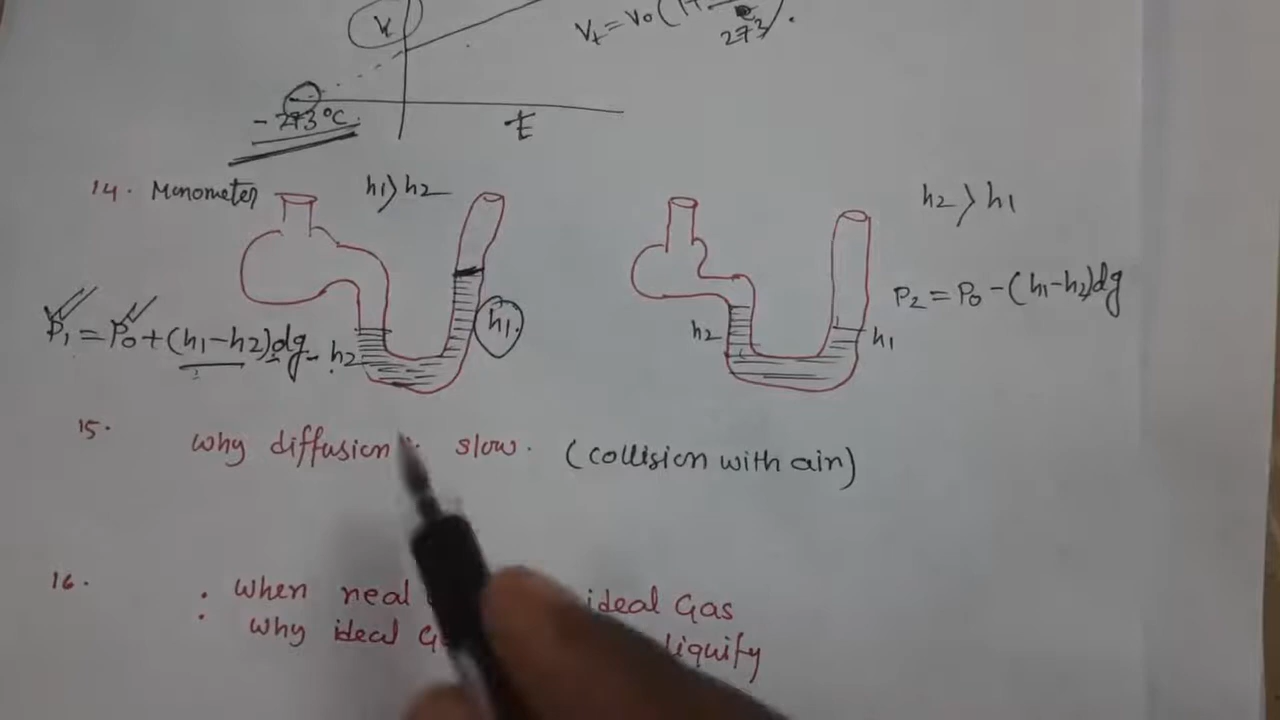 V
Vt = V0(1+
273
-273°C
t
14. Manometer
h1>h2
h2 > h1
P1 = P0 + (h1-h2)dg
h2
h1
P2 = P0 - (h1-h2)dg
h2
h1
15. why diffusion slow. (collision with air)
16. . when real ideal Gas
. why ideal G liquify